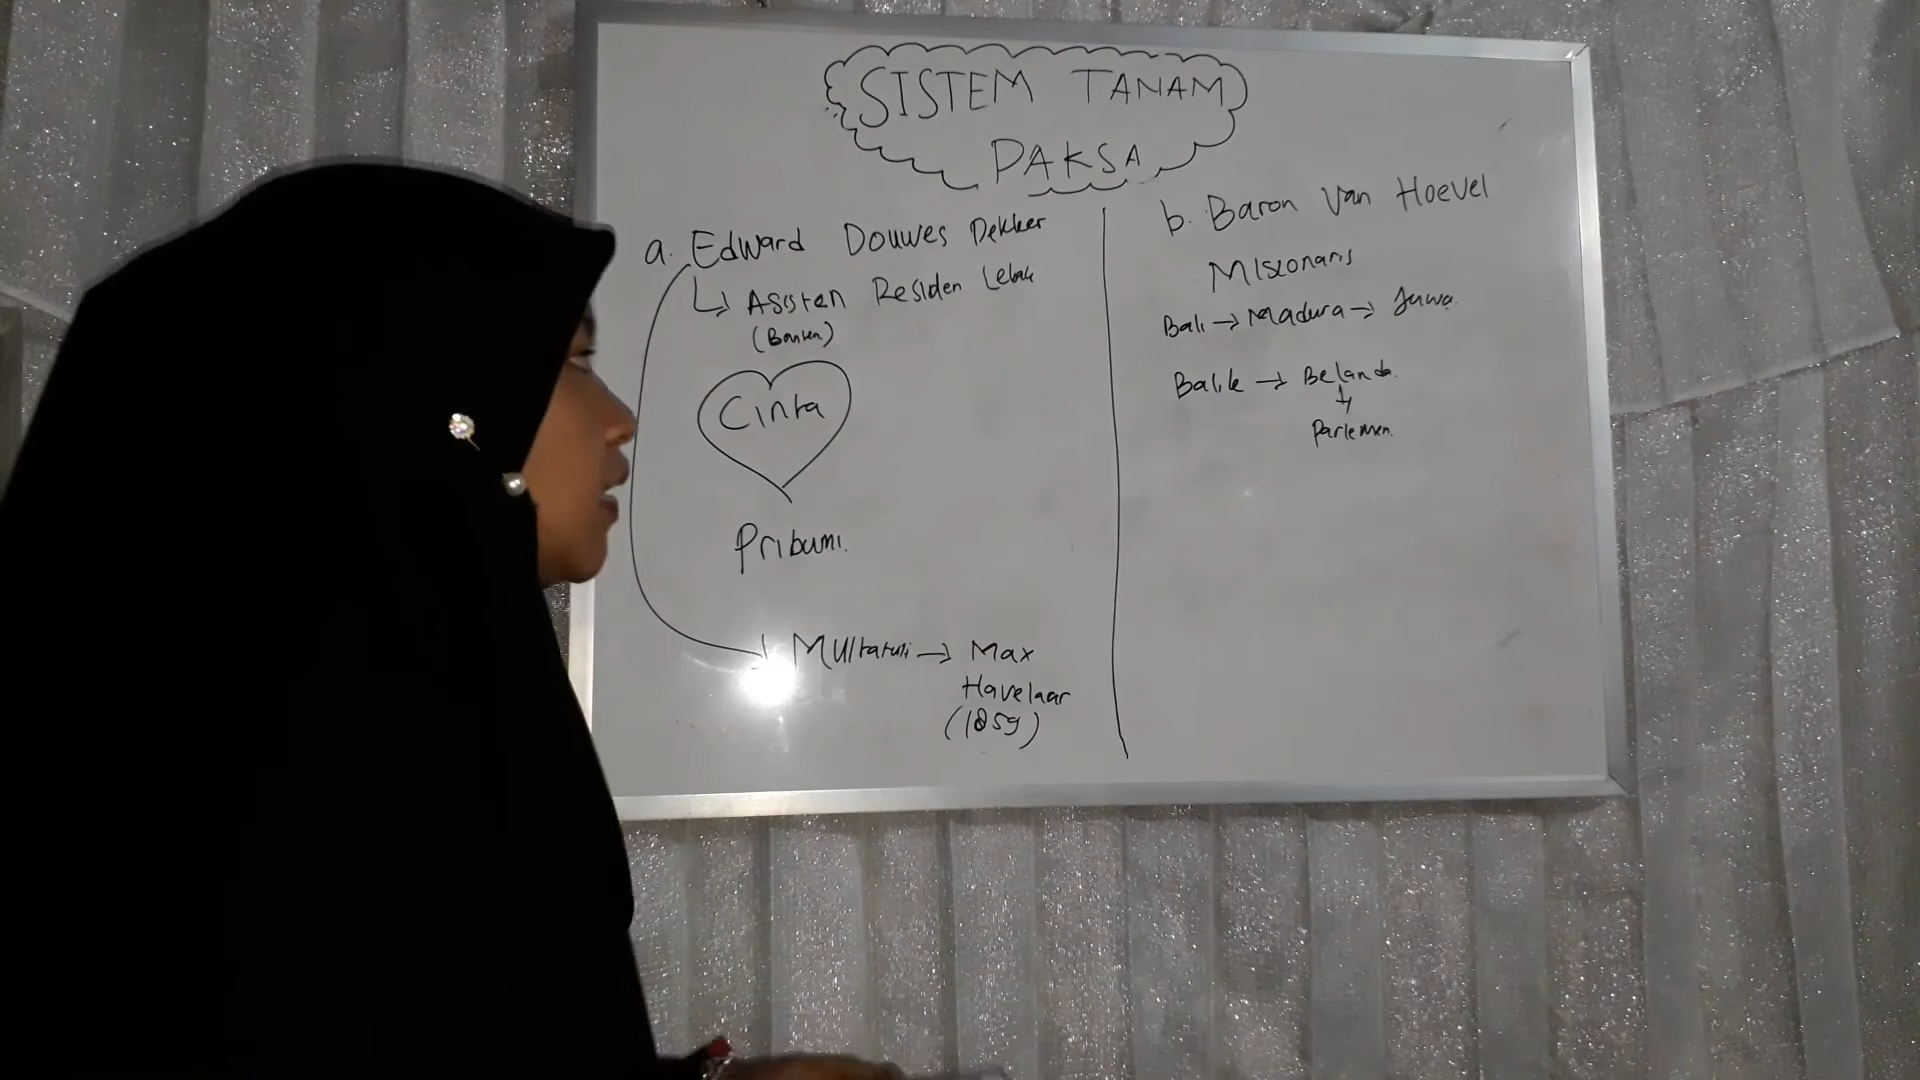 SISTEM TANAM
PAKSA
a. Edward Douwes Dekker
↳ Asisten Residen Lebak
(Banten)
Cinta
Pribumi.
Multatuli → Max
Havelaar
(1859)
b. Baron Van Hoevel
Misionaris
Bali → Madura → Jawa.
Balik → Belanda.
↓
Parlemen.